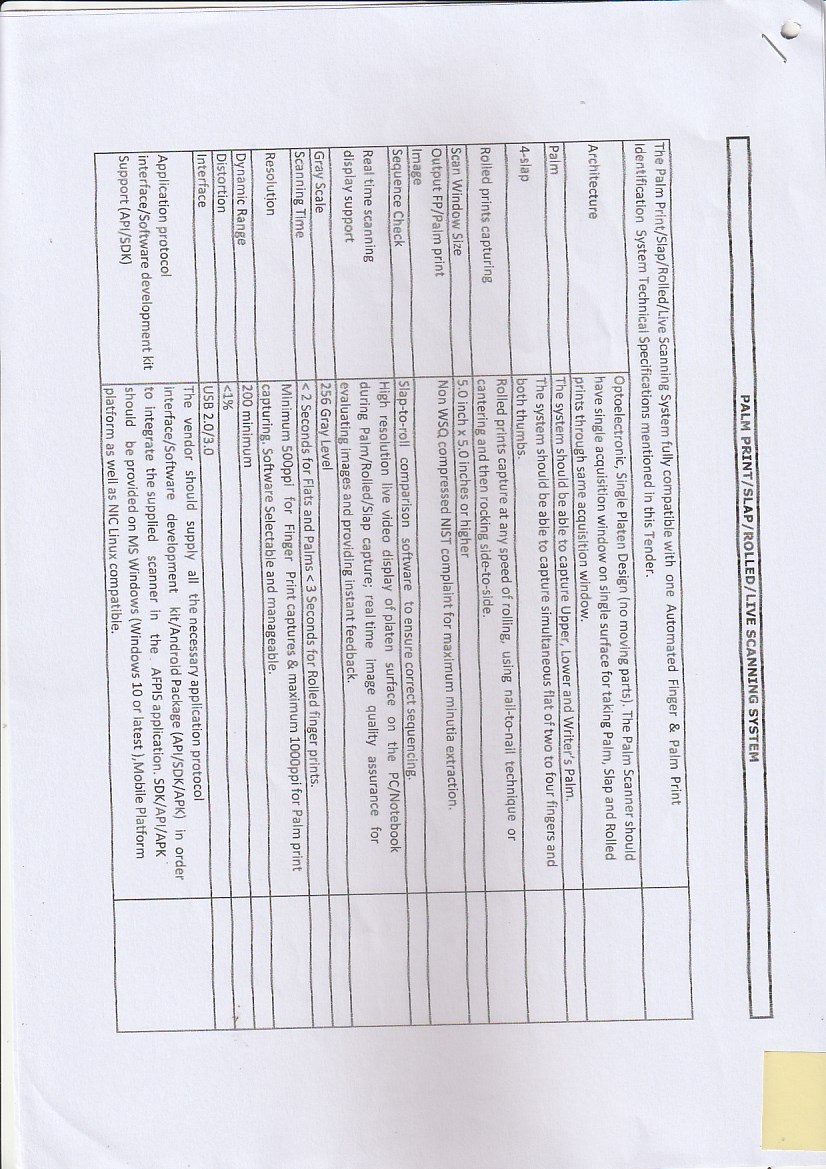 PALM PRINT/SLAP/ROLLED/LIVE SCANNING SYSTEM
The Palm Print/Slap/Rolled/Live Scanning System fully compatible with one Automated Finger & Palm Print
identification System Technical Specifications mentioned in this Tender.
Architecture
Optoelectronic, Single Platen Design (no moving parts). The Palm Scanner should
have single acquisition window on single surface for taking Palm, Slap and Rolled
prints through same acquisition window.
Palm
The system should be able to capture Upper, Lower and Writer's Palm.
4-slap
The system should be able to capture simultaneous flat of two to four fingers and
both thumbs.
Rolled prints capturing
Rolled prints capture at any speed of rolling, using nail-to-nail technique or
cantering and then rocking side-to-side.
Scan Window Size
5.0 inch x 5.0 inches or higher
Output FP/Palm print
Image
Non WSQ compressed NIST complaint for maximum minutia extraction.
Sequence Check
Slap-to-roll comparison software to ensure correct sequencing.
Real time scanning
display support
High resolution live video display of platen surface on the PC/Notebook
during Palm/Rolled/Slap capture; real time image quality assurance for
evaluating images and providing instant feedback.
Gray Scale
256 Gray Level
Scanning Time
< 2 Seconds for Flats and Palms < 3 Seconds for Rolled finger prints.
Resolution
Minimum 500ppi for Finger Print captures & maximum 1000ppi for Palm print
capturing. Software Selectable and manageable.
Dynamic Range
200 minimum
Distortion
<1%
Interface
USB 2.0/3.0
Application protocol
interface/Software development kit
Support (API/SDK)
The vendor should supply all the necessary application protocol
interface/Software development kit/Android Package (API/SDK/APK) in order
to integrate the supplied scanner in the AFPIS application. SDK/API/APK
should be provided on MS Windows (Windows 10 or latest ),Mobile Platform
platform as well as NIC Linux compatible.